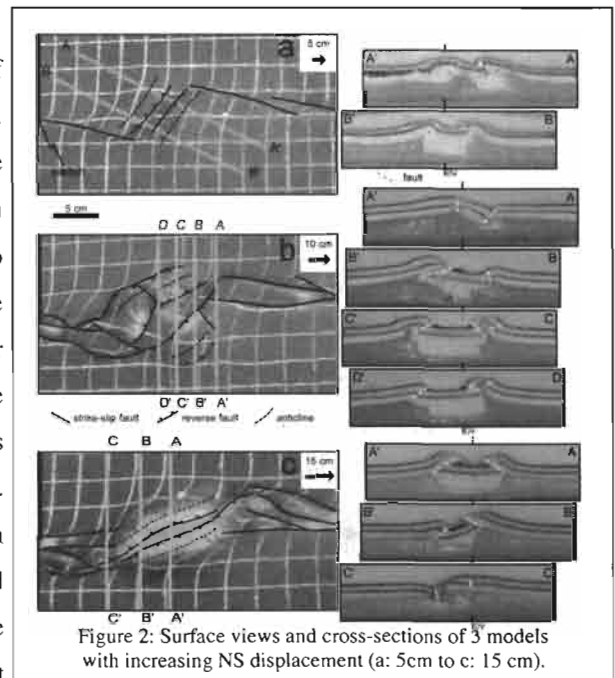 a
5 cm
A
B
A'
B'
5 cm
A'
A
B'
B
fault
D C B A
b
10 cm
D' C' B' A'
A'
A
B'
B
C'
C
D'
D
strike-slip fault
reverse fault
anticline
C B A
c
15 cm
C' B' A'
A'
A
B'
B
C'
C
Figure 2: Surface views and cross-sections of 3 models
with increasing NS displacement (a: 5cm to c: 15 cm).